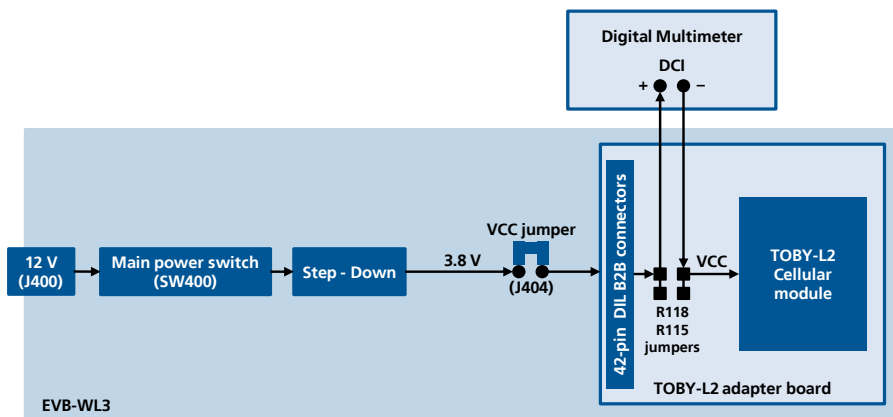 Digital Multimeter
DCI
+ −
42-pin DIL B2B connectors
VCC jumper
12 V
(J400)
Main power switch
(SW400)
Step - Down
3.8 V
(J404)
VCC
TOBY-L2
Cellular
module
R118
R115
jumpers
TOBY-L2 adapter board
EVB-WL3